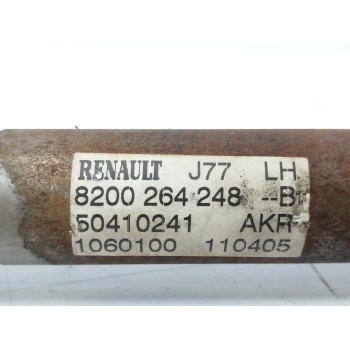 RENAULT J77 LH
8200 264 248 --B
50410241 AKR
1060100 110405